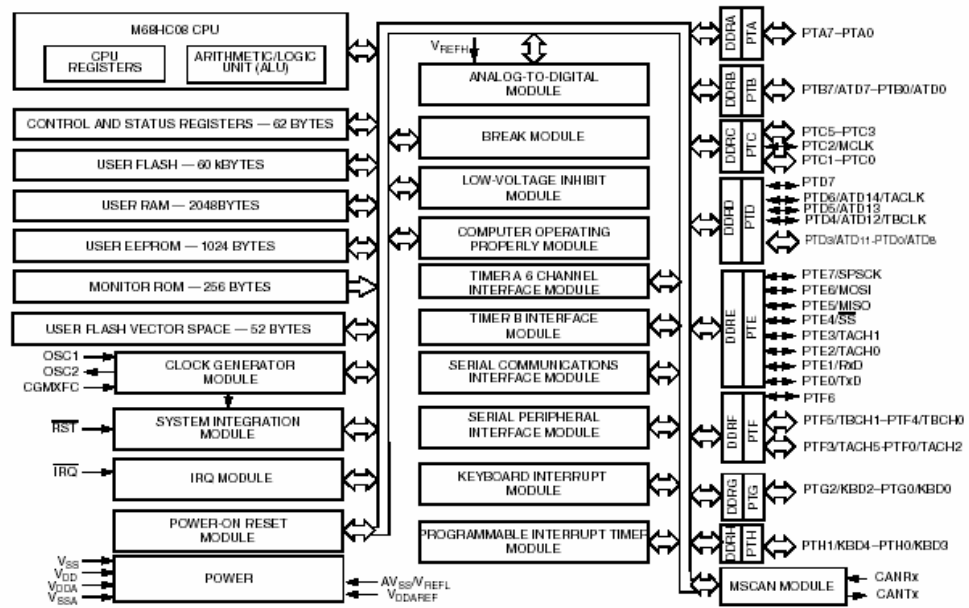 M68HC08 CPU
CPU REGISTERS
ARITHMETIC/LOGIC UNIT (ALU)
CONTROL AND STATUS REGISTERS — 62 BYTES
USER FLASH — 60 kBYTES
USER RAM — 2048BYTES
USER EEPROM — 1024 BYTES
MONITOR ROM — 256 BYTES
USER FLASH VECTOR SPACE — 52 BYTES
OSC1
OSC2
CGMXFC
CLOCK GENERATOR
MODULE
RST
SYSTEM INTEGRATION
MODULE
IRQ
IRQ MODULE
POWER-ON RESET
MODULE
VSS
VDD
VDDA
VSSA
POWER
AVSS/VREFL
VDDAREF
VREFH
ANALOG-TO-DIGITAL
MODULE
BREAK MODULE
LOW-VOLTAGE INHIBIT
MODULE
COMPUTER OPERATING
PROPERLY MODULE
TIMER A 6 CHANNEL
INTERFACE MODULE
TIMER B INTERFACE
MODULE
SERIAL COMMUNICATIONS
INTERFACE MODULE
SERIAL PERIPHERAL
INTERFACE MODULE
KEYBOARD INTERRUPT
MODULE
PROGRAMMABLE INTERRUPT TIMER
MODULE
DDRA
PTA
PTA7–PTA0
DDRB
PTB
PTB7/ATD7–PTB0/ATD0
DDRC
PTC
PTC5–PTC3
PTC2/MCLK
PTC1–PTC0
DDRD
PTD
PTD7
PTD6/ATD14/TACLK
PTD5/ATD13
PTD4/ATD12/TBCLK
PTD3/ATD11-PTD0/ATD8
DDRE
PTE
PTE7/SPSCK
PTE6/MOSI
PTE5/MISO
PTE4/SS
PTE3/TACH1
PTE2/TACH0
PTE1/RxD
PTE0/TxD
DDRF
PTF
PTF6
PTF5/TBCH1–PTF4/TBCH0
PTF3/TACH5-PTF0/TACH2
DDRG
PTG
PTG2/KBD2–PTG0/KBD0
DDRH
PTH
PTH1/KBD4–PTH0/KBD3
MSCAN MODULE
CANRx
CANTx